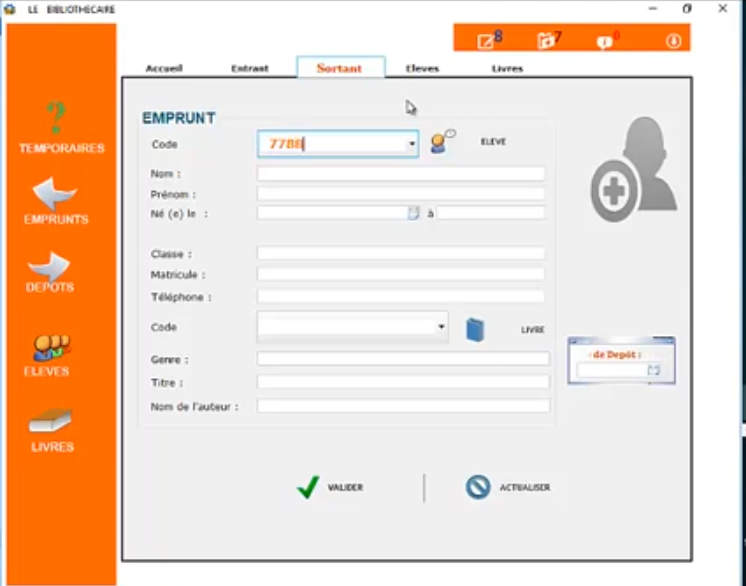 LE BIBLIOTHECAIRE
8 7 0
Accueil Entrant Sortant Eleves Livres
TEMPORAIRES
EMPRUNTS
DEPOTS
ELEVES
LIVRES
EMPRUNT
Code 7788 ELEVE
Nom :
Prénom :
Né (e) le : à
Classe :
Matricule :
Téléphone :
Code LIVRE
Genre :
Titre :
Nom de l'auteur :
de Depôt :
VALIDER ACTUALISER